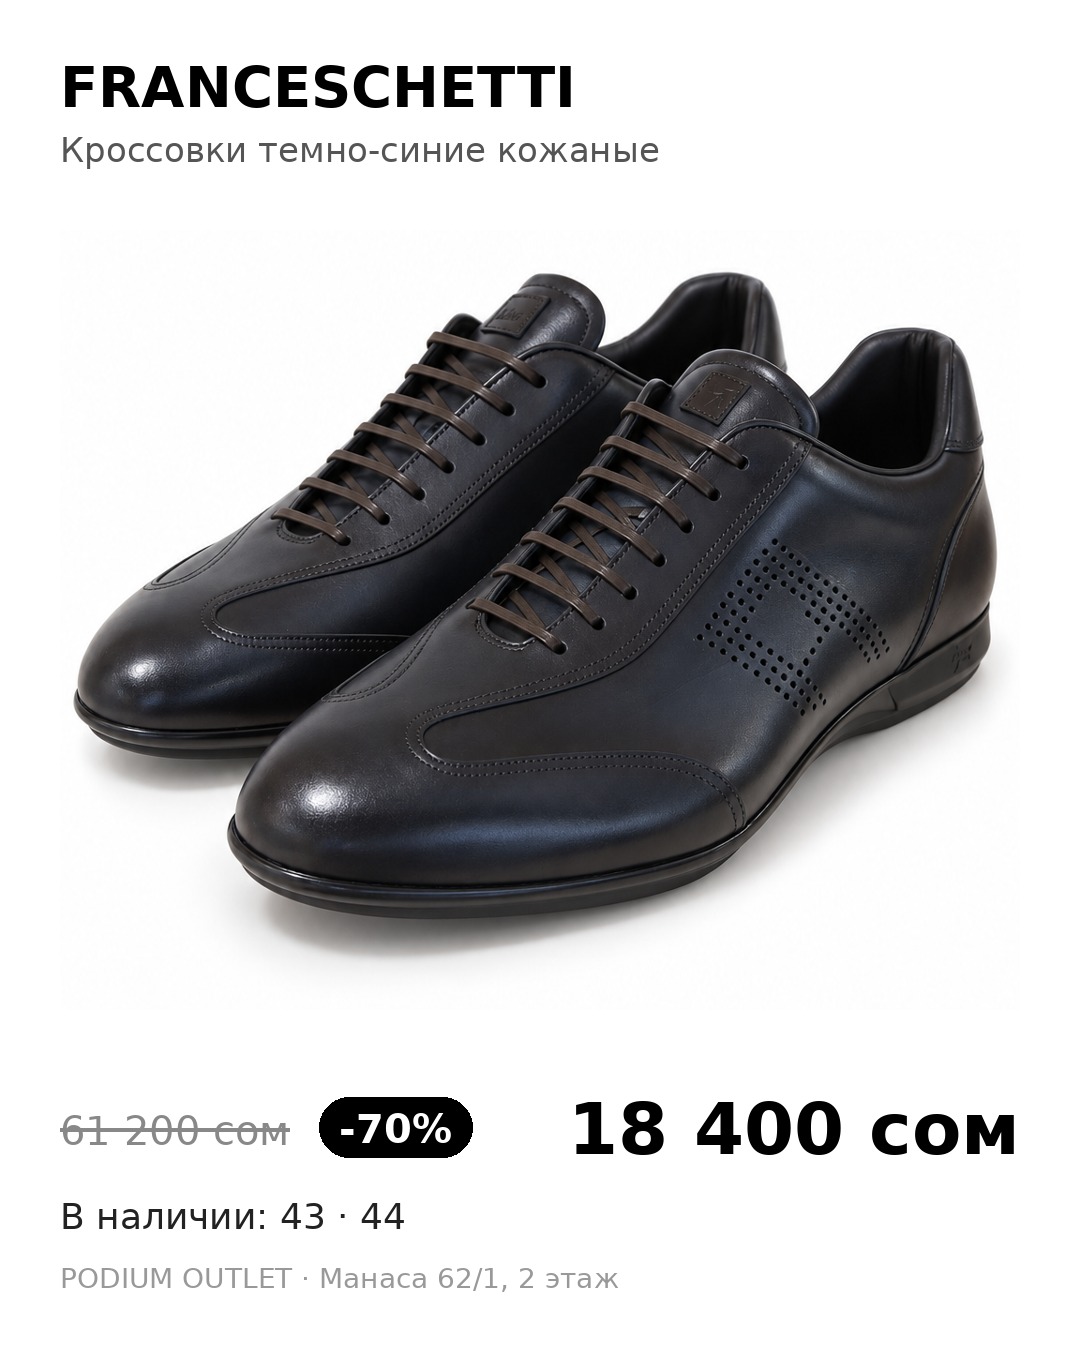 FRANCESCHETTI
Кроссовки темно-синие кожаные
61 200 сом -70% 18 400 сом
В наличии: 43 · 44
PODIUM OUTLET · Манаса 62/1, 2 этаж